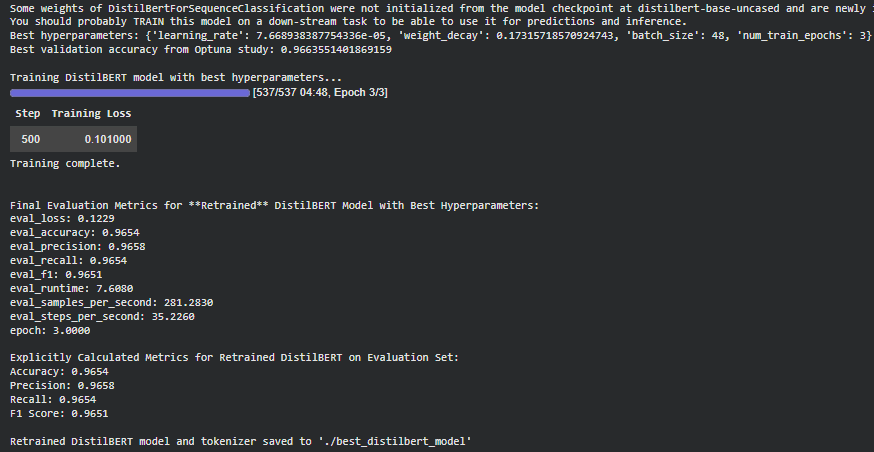 Some weights of DistilBertForSequenceClassification were not initialized from the model checkpoint at distilbert-base-uncased and are newly
You should probably TRAIN this model on a down-stream task to be able to use it for predictions and inference.
Best hyperparameters: {'learning_rate': 7.668938387754336e-05, 'weight_decay': 0.17315718570924743, 'batch_size': 48, 'num_train_epochs': 3}
Best validation accuracy from Optuna study: 0.9663551401869159
Training DistilBERT model with best hyperparameters...
[537/537 04:48, Epoch 3/3]
Step Training Loss
500 0.101000
Training complete.
Final Evaluation Metrics for **Retrained** DistilBERT Model with Best Hyperparameters:
eval_loss: 0.1229
eval_accuracy: 0.9654
eval_precision: 0.9658
eval_recall: 0.9654
eval_f1: 0.9651
eval_runtime: 7.6080
eval_samples_per_second: 281.2830
eval_steps_per_second: 35.2260
epoch: 3.0000
Explicitly Calculated Metrics for Retrained DistilBERT on Evaluation Set:
Accuracy: 0.9654
Precision: 0.9658
Recall: 0.9654
F1 Score: 0.9651
Retrained DistilBERT model and tokenizer saved to './best_distilbert_model'